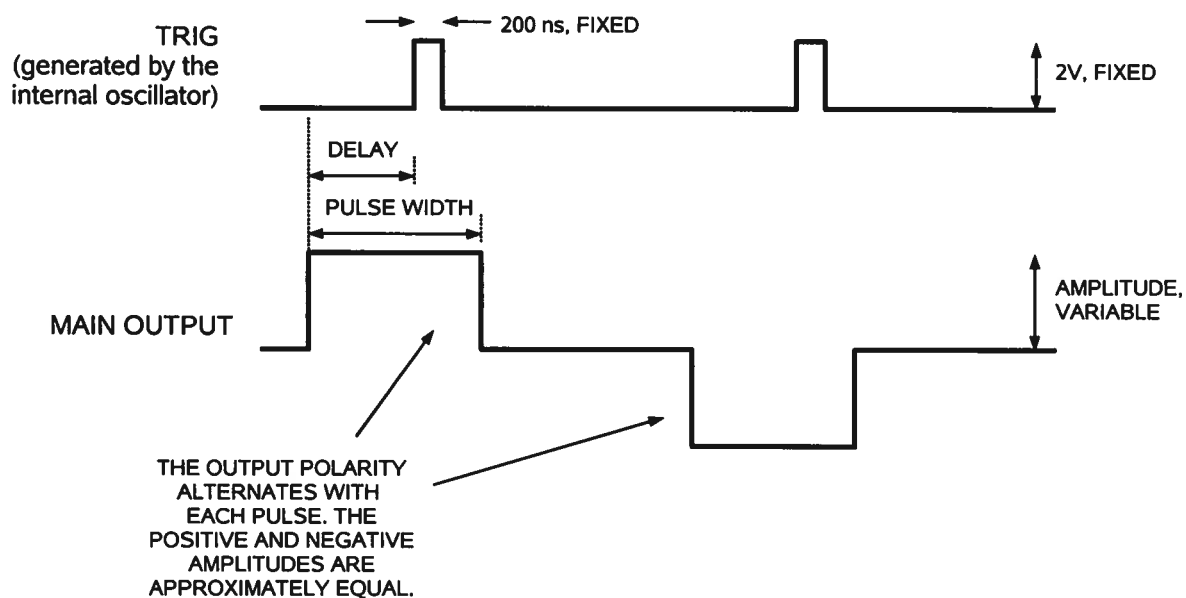 200 ns, FIXED
TRIG
(generated by the
internal oscillator)
2V, FIXED
DELAY
PULSE WIDTH
AMPLITUDE,
VARIABLE
MAIN OUTPUT
THE OUTPUT POLARITY
ALTERNATES WITH
EACH PULSE. THE
POSITIVE AND NEGATIVE
AMPLITUDES ARE
APPROXIMATELY EQUAL.